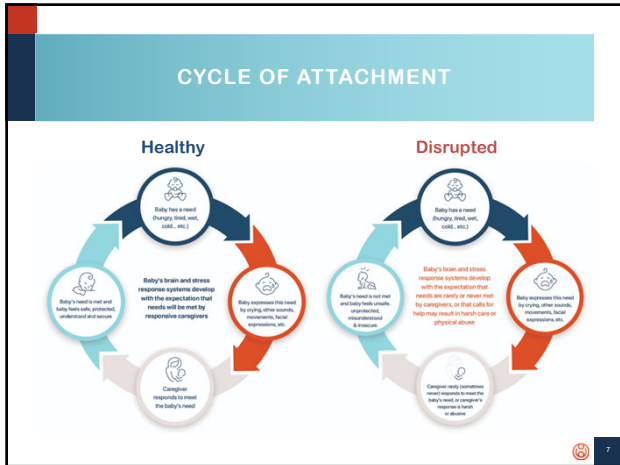 CYCLE OF ATTACHMENT
Healthy
Baby has a need
(hungry, tired, wet,
cold... etc.)
Baby expresses this need
by crying, other sounds,
movements, facial
expressions, etc.
Caregiver
responds to meet
the baby's need
Baby's need is met and
baby feels safe, protected,
understood and secure
Baby's brain and stress
response systems develop
with the expectation that
needs will be met by
responsive caregivers
Disrupted
Baby has a need
(hungry, tired, wet,
cold... etc.)
Baby expresses this need
by crying, other sounds,
movements, facial
expressions, etc.
Caregiver rarely (sometimes
never) responds to meet the
baby's need, or caregiver's
response is harsh
or abusive
Baby's need is not met
and baby feels unsafe,
unprotected,
misunderstood
& insecure
Baby's brain and stress
response systems develop
with the expectation that
needs are rarely or never met
by caregivers, or that calls for
help may result in harsh care or
physical abuse
7